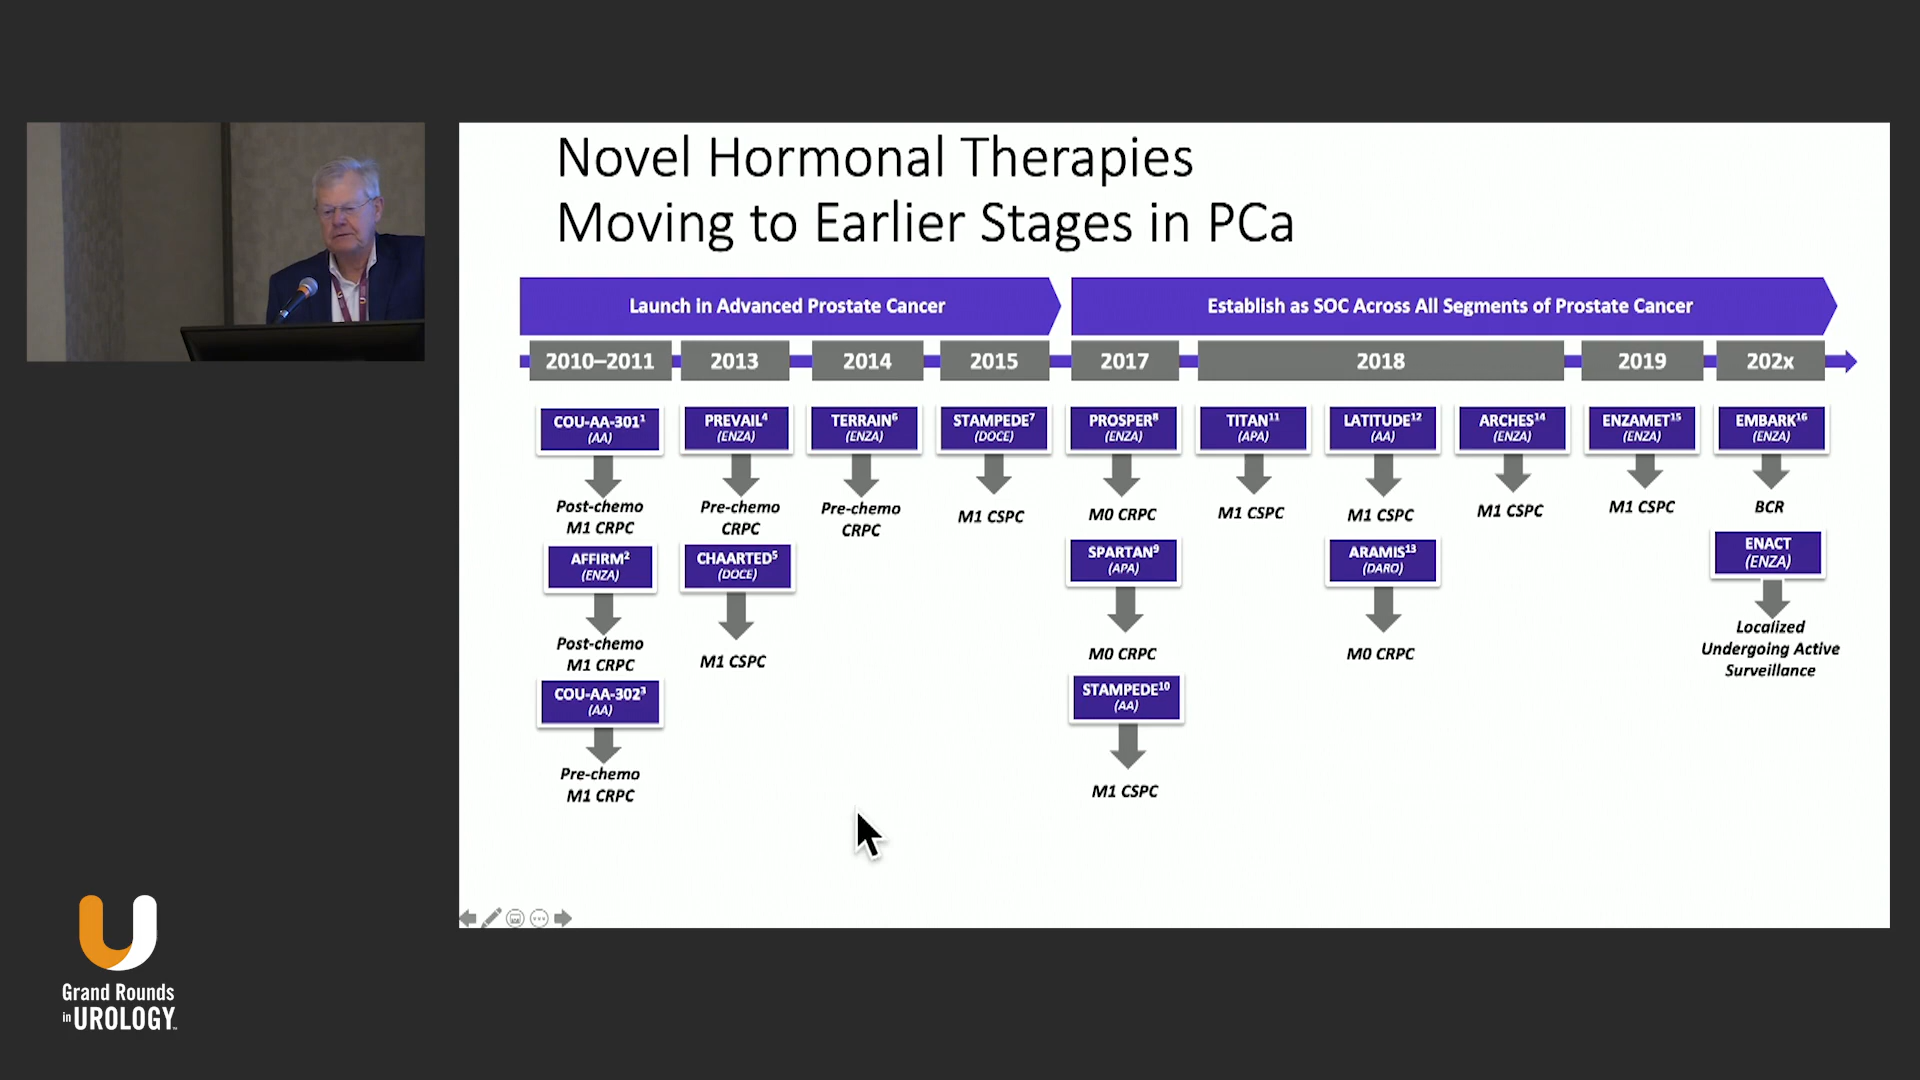 Novel Hormonal Therapies
Moving to Earlier Stages in PCa
Launch in Advanced Prostate Cancer
Establish as SOC Across All Segments of Prostate Cancer
2010–2011
2013
2014
2015
2017
2018
2019
202x
COU-AA-301¹
(AA)
Post-chemo
M1 CRPC
AFFIRM²
(ENZA)
Post-chemo
M1 CRPC
COU-AA-302³
(AA)
Pre-chemo
M1 CRPC
PREVAIL⁴
(ENZA)
Pre-chemo
CRPC
CHAARTED⁵
(DOCE)
M1 CSPC
TERRAIN⁶
(ENZA)
Pre-chemo
CRPC
STAMPEDE⁷
(DOCE)
M1 CSPC
PROSPER⁸
(ENZA)
M0 CRPC
SPARTAN⁹
(APA)
M0 CRPC
STAMPEDE¹⁰
(AA)
M1 CSPC
TITAN¹¹
(APA)
M1 CSPC
LATITUDE¹²
(AA)
M1 CSPC
ARAMIS¹³
(DARO)
M0 CRPC
ARCHES¹⁴
(ENZA)
M1 CSPC
ENZAMET¹⁵
(ENZA)
M1 CSPC
EMBARK¹⁶
(ENZA)
BCR
ENACT
(ENZA)
Localized
Undergoing Active
Surveillance
Grand Rounds
in UROLOGY™